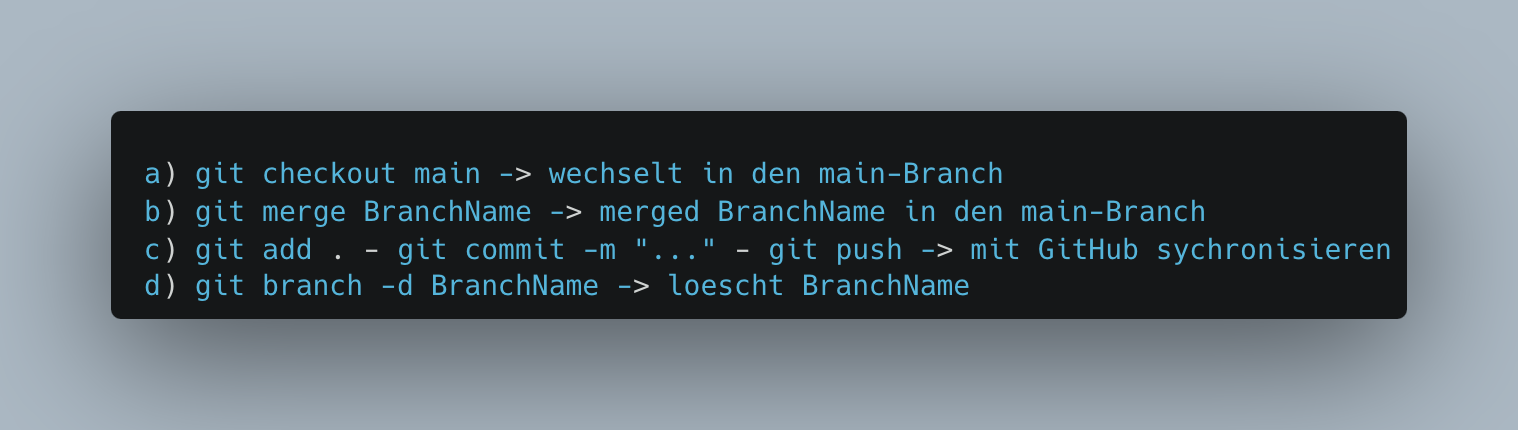 a) git checkout main -> wechselt in den main-Branch
b) git merge BranchName -> merged BranchName in den main-Branch
c) git add . - git commit -m "..." - git push -> mit GitHub sychronisieren
d) git branch -d BranchName -> loescht BranchName